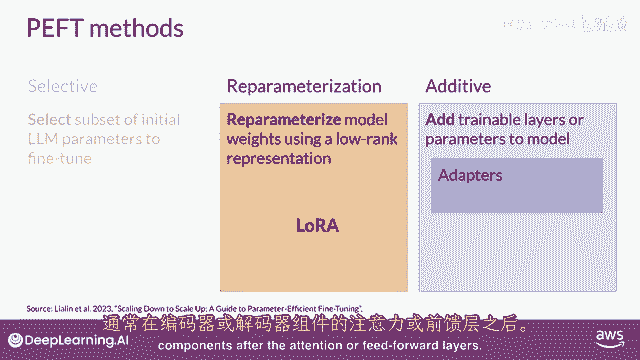 PEFT methods
Selective
Reparameterization
Additive
Select subset of initial
LLM parameters to
fine-tune
Reparameterize model
weights using a low-rank
representation
LoRA
Add trainable layers or
parameters to model
Adapters
Source: Lialin et al. 2023, "Scaling Down to Scale Up: A Guide to Parameter-Efficient Fine-Tuning",
通常在编码器或解码器组件的注意力或前馈层之后。
components after the attention or feed-forward layers.
DeepLearning.AI
aws